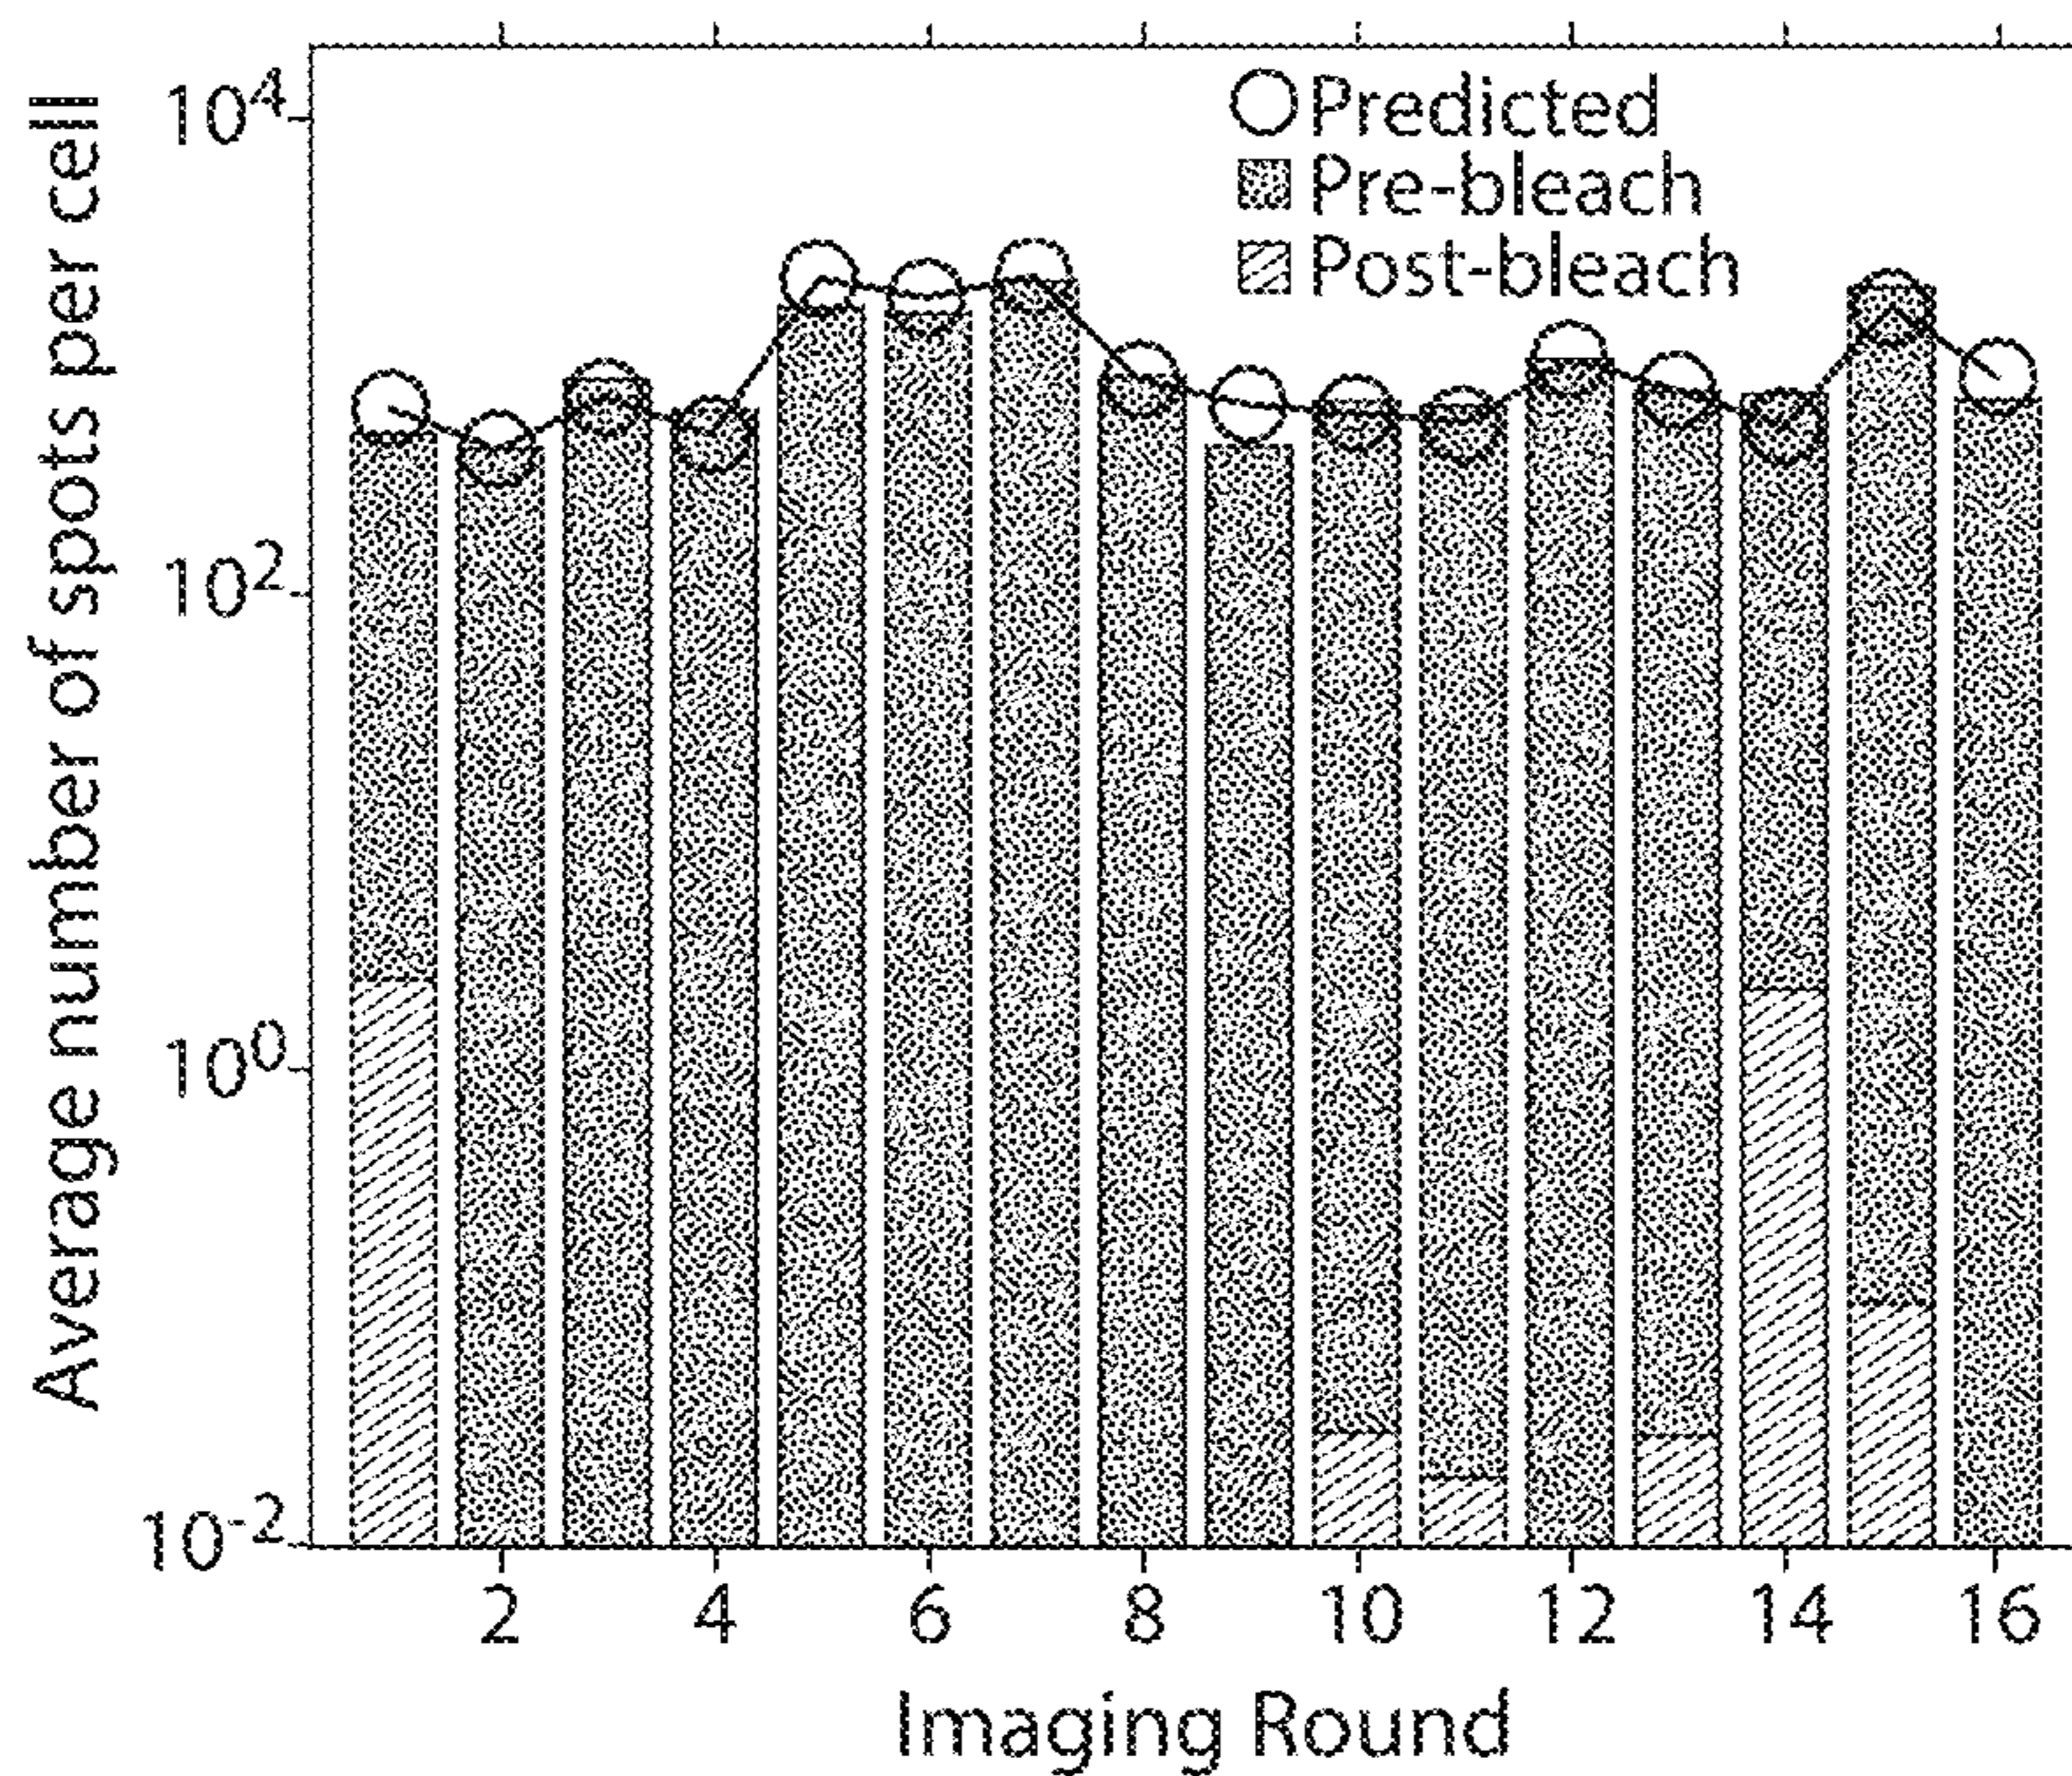 Average number of spots per cell
10^4
10^2
10^0
10^-2
Predicted
Pre-bleach
Post-bleach
2 4 6 8 10 12 14 16
Imaging Round